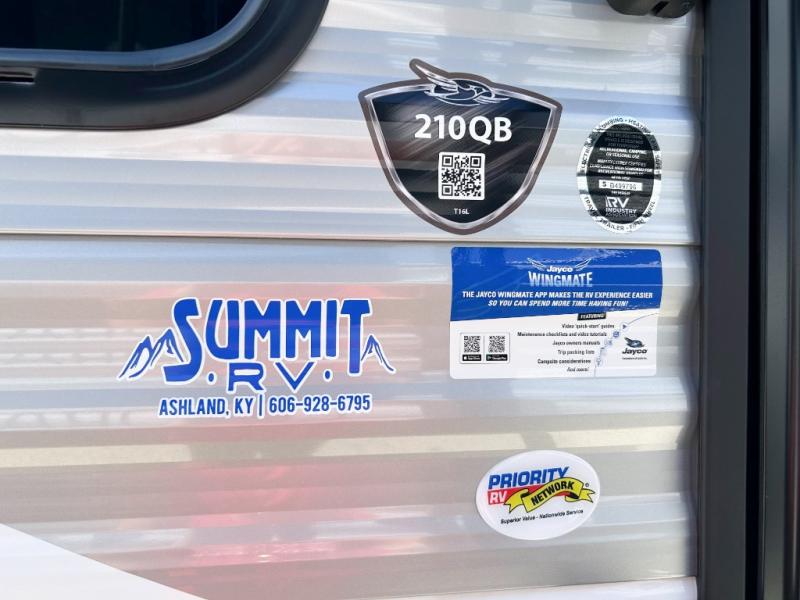 210QB
T16L
RECREATIONAL CAMPING
S
RV
INDUSTRY
Jayco
WINGMATE
THE JAYCO WINGMATE APP MAKES THE RV EXPERIENCE EASIER
SO YOU CAN SPEND MORE TIME HAVING FUN!
FEATURING
Video 'quick-start' guides
Maintenance checklists and video tutorials
Jayco owners manuals
Trip packing lists
Campsite considerations
And more!
Jayco
SUMMIT
.RV.
ASHLAND, KY | 606-928-6795
PRIORITY
RV
NETWORK
Superior Value - Nationwide Service